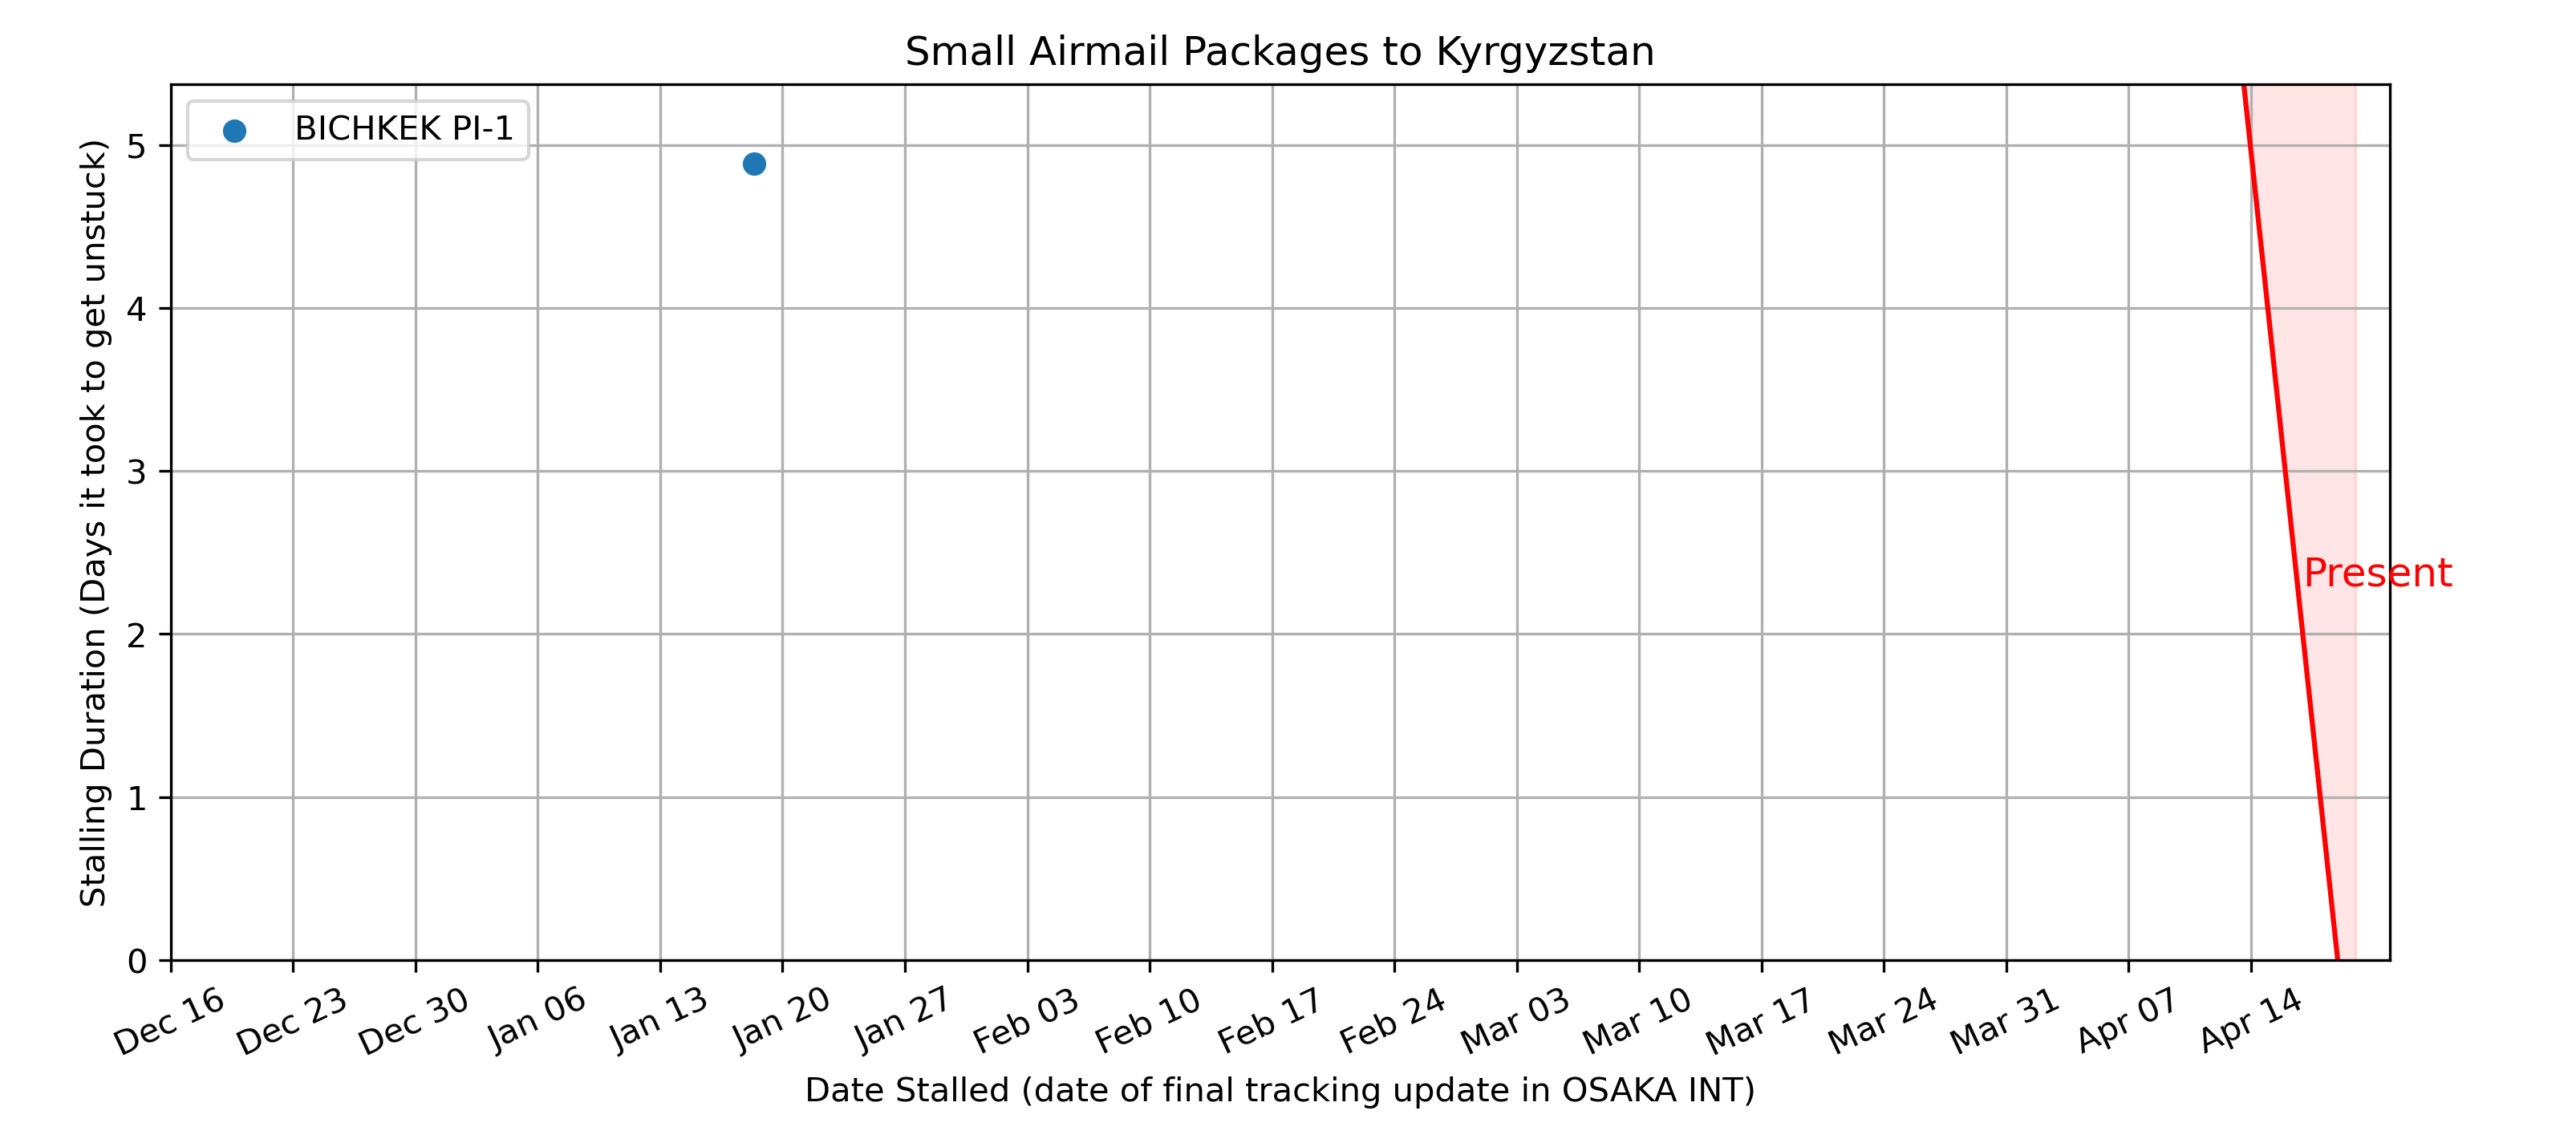 Small Airmail Packages to Kyrgyzstan
BICHKEK PI-1
Stalling Duration (Days it took to get unstuck)
5
4
3
2
1
0
Present
Dec 16
Dec 23
Dec 30
Jan 06
Jan 13
Jan 20
Jan 27
Feb 03
Feb 10
Feb 17
Feb 24
Mar 03
Mar 10
Mar 17
Mar 24
Mar 31
Apr 07
Apr 14
Date Stalled (date of final tracking update in OSAKA INT)